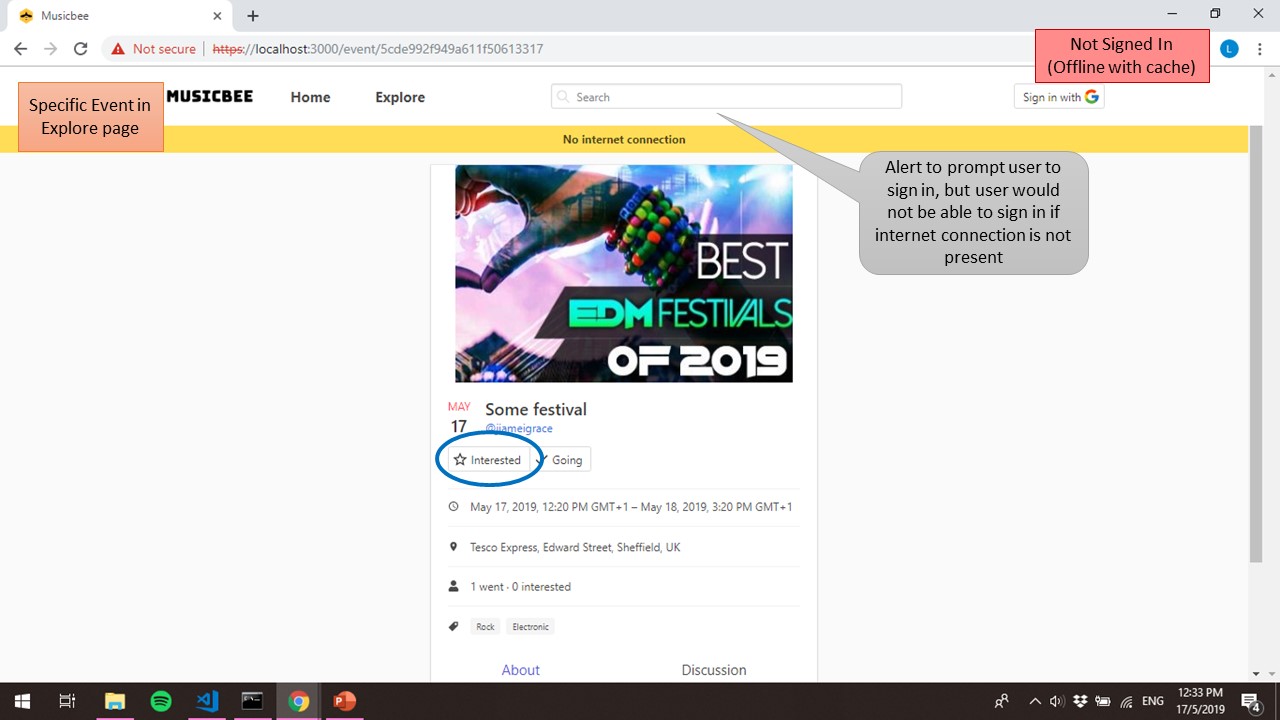 Musicbee
Not secure | https://localhost:3000/event/5cde992f949a611f50613317
L
Not Signed In
(Offline with cache)
Specific Event in
Explore page
MUSICBEE
Home
Explore
Search
Sign in with
No internet connection
Alert to prompt user to
sign in, but user would
not be able to sign in if
internet connection is not
present
BEST
EDM FESTIVALS
OF 2019
MAY
17
Some festival
@jiameigrace
Interested
Going
May 17, 2019, 12:20 PM GMT+1 – May 18, 2019, 3:20 PM GMT+1
Tesco Express, Edward Street, Sheffield, UK
1 went · 0 interested
Rock
Electronic
About
Discussion
ENG
12:33 PM
17/5/2019
4